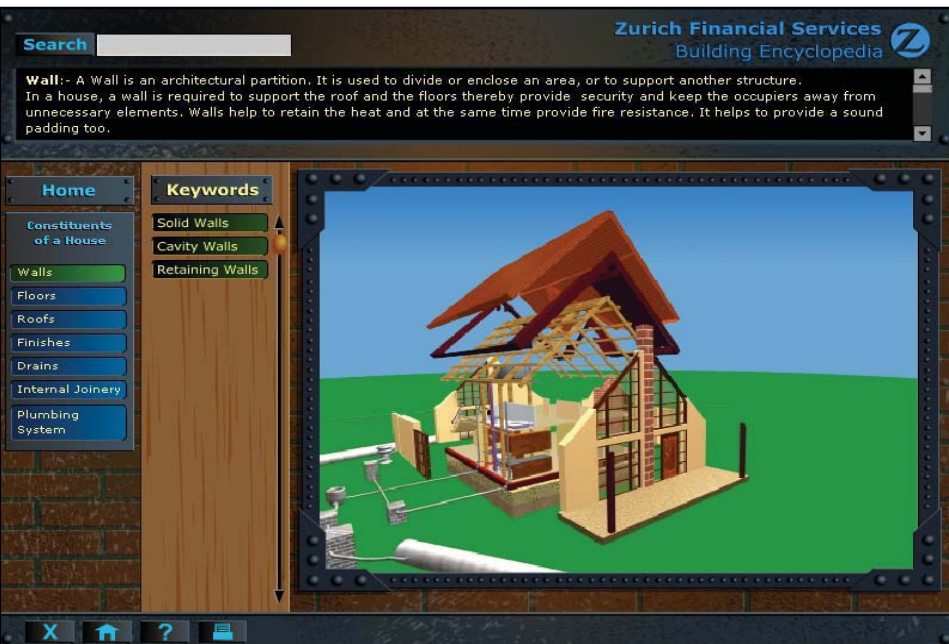 Search
Zurich Financial Services
Building Encyclopedia
Wall:- A Wall is an architectural partition. It is used to divide or enclose an area, or to support another structure.
In a house, a wall is required to support the roof and the floors thereby provide security and keep the occupiers away from
unnecessary elements. Walls help to retain the heat and at the same time provide fire resistance. It helps to provide a sound
padding too.
Home
Constituents
of a House
Walls
Floors
Roofs
Finishes
Drains
Internal Joinery
Plumbing
System
Keywords
Solid Walls
Cavity Walls
Retaining Walls
X
?